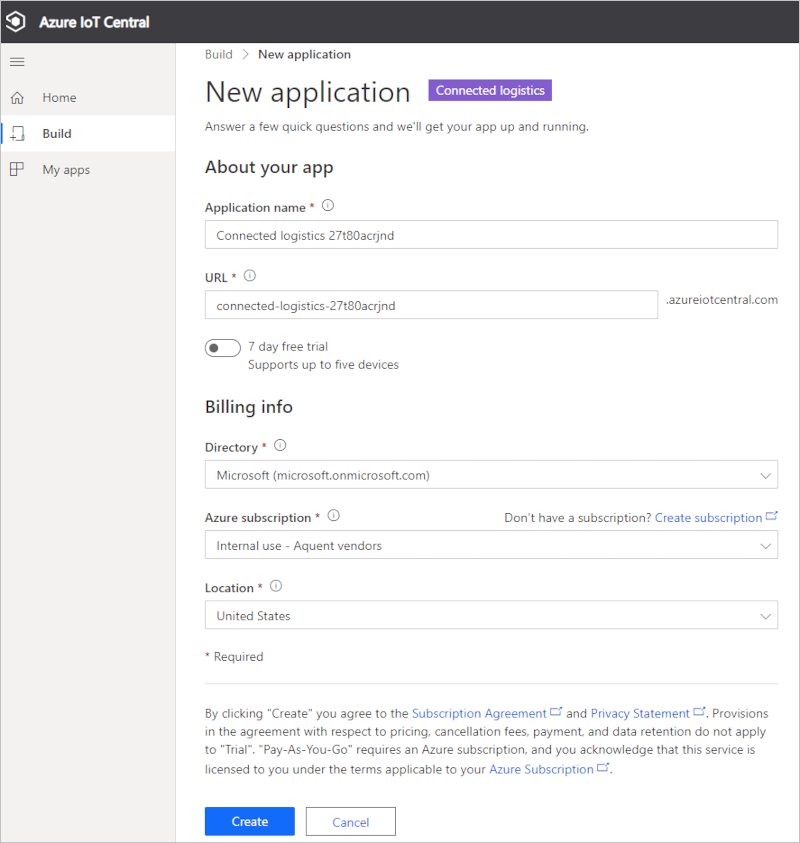 Azure IoT Central
Build > New application
Home
Build
My apps
New application Connected logistics
Answer a few quick questions and we'll get your app up and running.
About your app
Application name *
Connected logistics 27t80acrjnd
URL *
connected-logistics-27t80acrjnd .azureiotcentral.com
7 day free trial
Supports up to five devices
Billing info
Directory *
Microsoft (microsoft.onmicrosoft.com)
Azure subscription * Don't have a subscription? Create subscription
Internal use - Aquent vendors
Location *
United States
* Required
By clicking "Create" you agree to the Subscription Agreement and Privacy Statement. Provisions
in the agreement with respect to pricing, cancellation fees, payment, and data retention do not apply
to "Trial". "Pay-As-You-Go" requires an Azure subscription, and you acknowledge that this service is
licensed to you under the terms applicable to your Azure Subscription.
Create Cancel